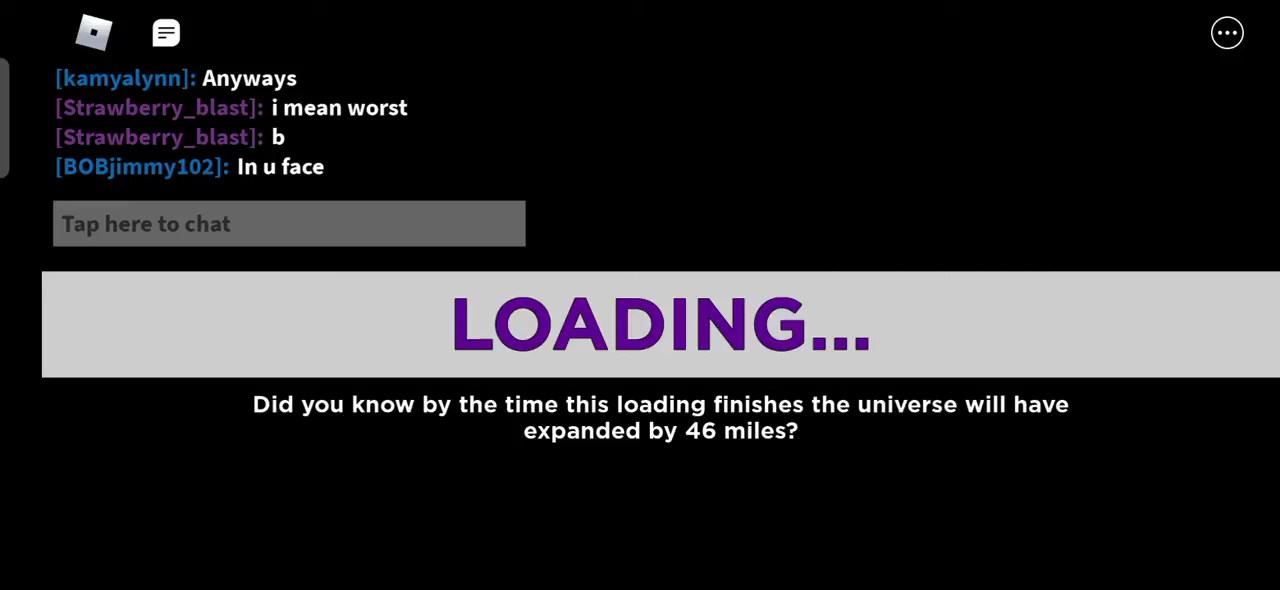 [kamyalynn]: Anyways
[Strawberry_blast]: i mean worst
[Strawberry_blast]: b
[BOBjimmy102]: In u face
Tap here to chat
LOADING...
Did you know by the time this loading finishes the universe will have
expanded by 46 miles?